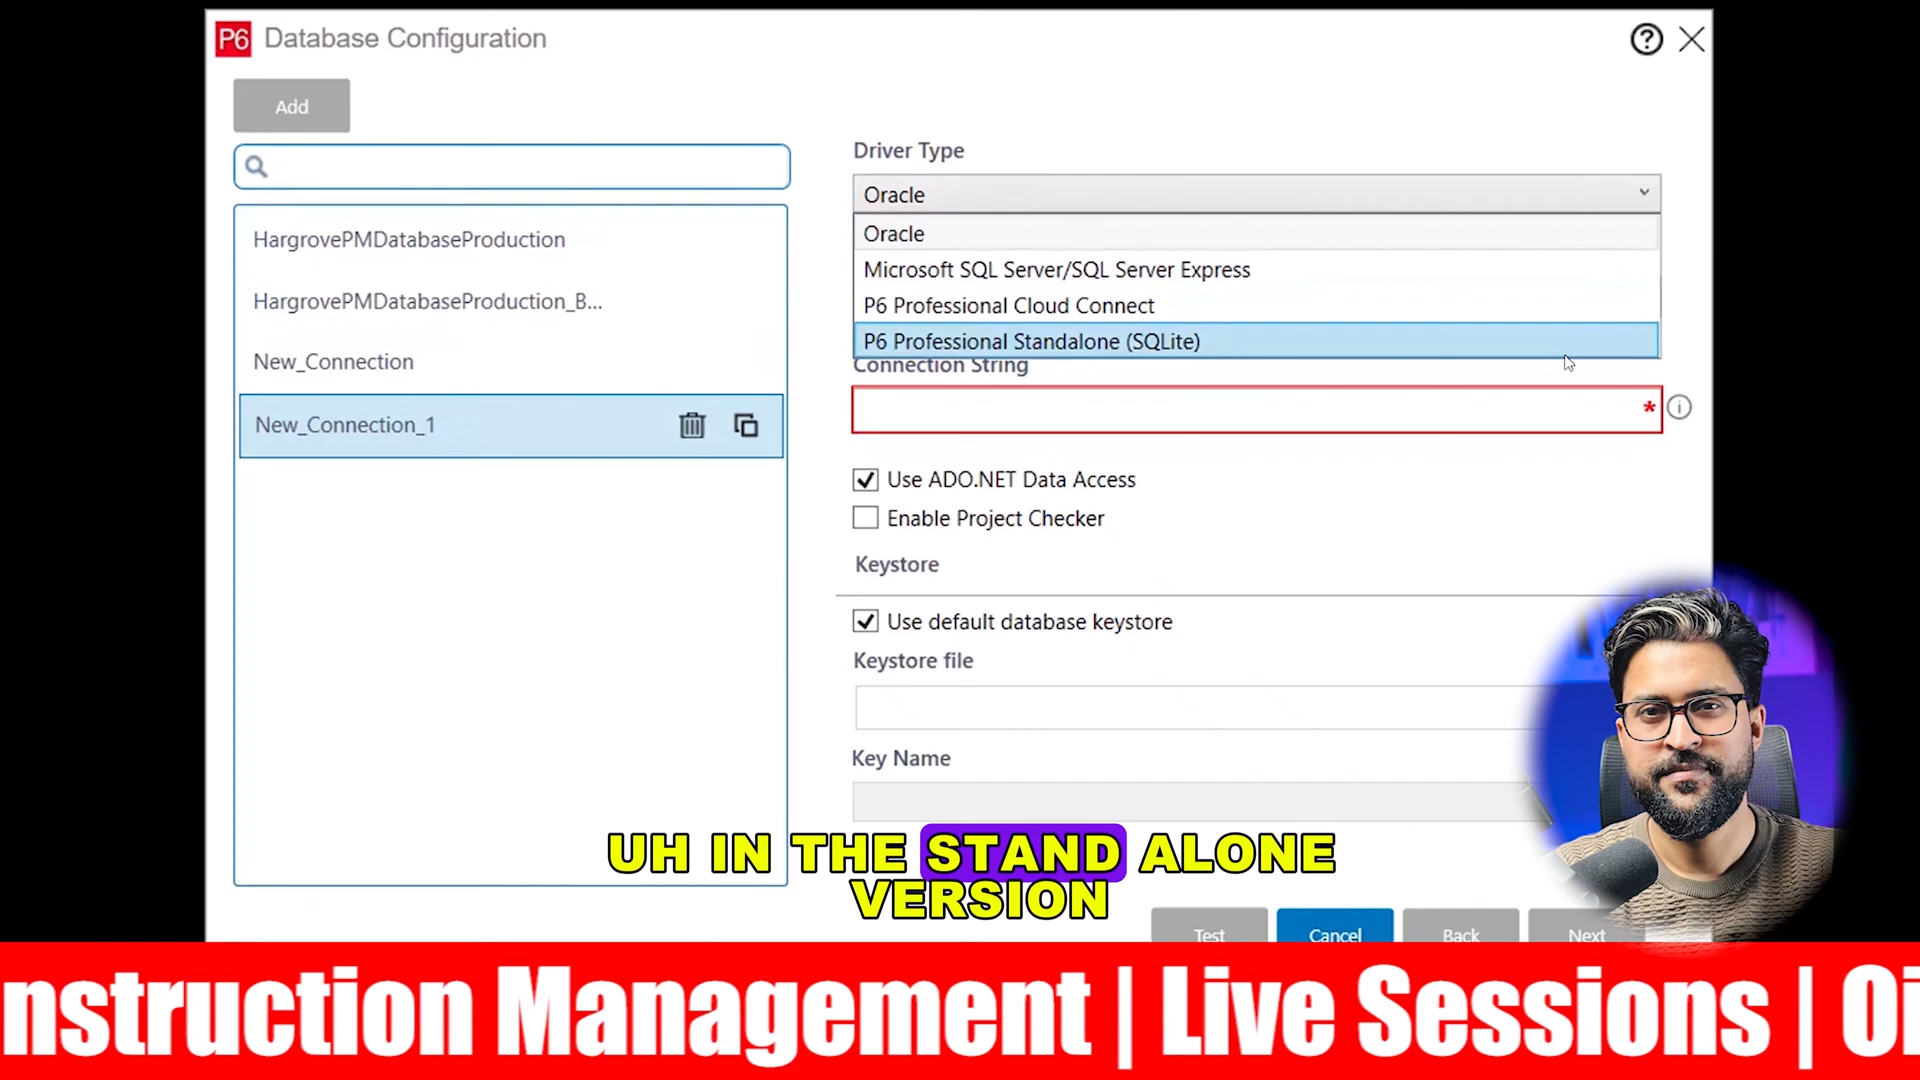 P6 Database Configuration
Add
Driver Type
Oracle
Oracle
Microsoft SQL Server/SQL Server Express
P6 Professional Cloud Connect
P6 Professional Standalone (SQLite)
Connection String
*
HargrovePMDatabaseProduction
HargrovePMDatabaseProduction_B...
New_Connection
New_Connection_1
Use ADO.NET Data Access
Enable Project Checker
Keystore
Use default database keystore
Keystore file
Key Name
UH IN THE STAND ALONE
VERSION
Test Cancel Back Next
nstruction Management | Live Sessions | Oi